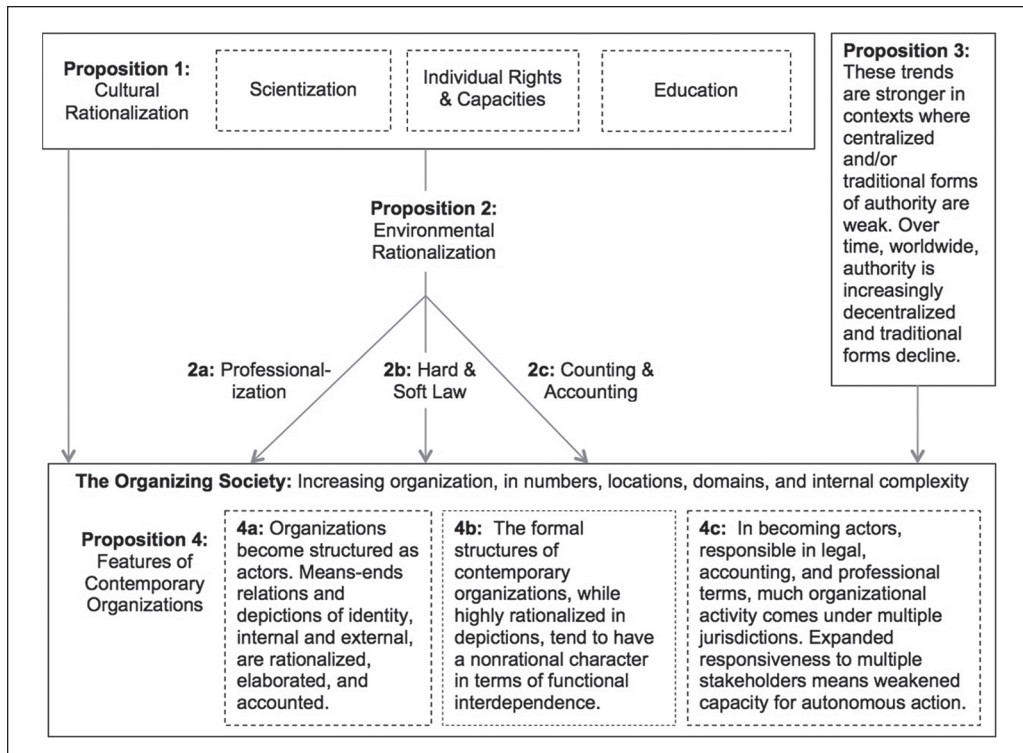 Proposition 1:
Cultural
Rationalization
Scientization
Individual Rights
& Capacities
Education
Proposition 3:
These trends
are stronger in
contexts where
centralized
and/or
traditional forms
of authority are
weak. Over
time, worldwide,
authority is
increasingly
decentralized
and traditional
forms decline.
Proposition 2:
Environmental
Rationalization
2a: Professional-
ization
2b: Hard &
Soft Law
2c: Counting &
Accounting
The Organizing Society: Increasing organization, in numbers, locations, domains, and internal complexity
Proposition 4:
Features of
Contemporary
Organizations
4a: Organizations
become structured as
actors. Means-ends
relations and
depictions of identity,
internal and external,
are rationalized,
elaborated, and
accounted.
4b: The formal
structures of
contemporary
organizations, while
highly rationalized in
depictions, tend to have
a nonrational character
in terms of functional
interdependence.
4c: In becoming actors,
responsible in legal,
accounting, and professional
terms, much organizational
activity comes under multiple
jurisdictions. Expanded
responsiveness to multiple
stakeholders means weakened
capacity for autonomous action.